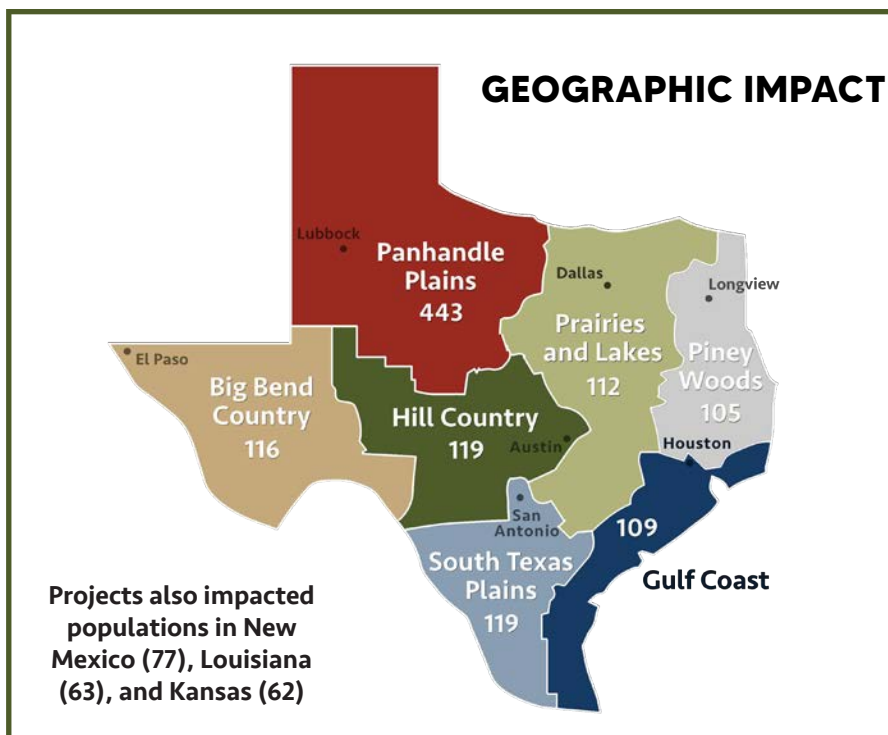 GEOGRAPHIC IMPACT
Lubbock
Panhandle
Plains
443
Dallas
Longview
Prairies
and Lakes
112
Piney
Woods
105
El Paso
Big Bend
Country
116
Hill Country
119
Austin
Houston
San
Antonio
109
South Texas
Plains
119
Gulf Coast
Projects also impacted
populations in New
Mexico (77), Louisiana
(63), and Kansas (62)